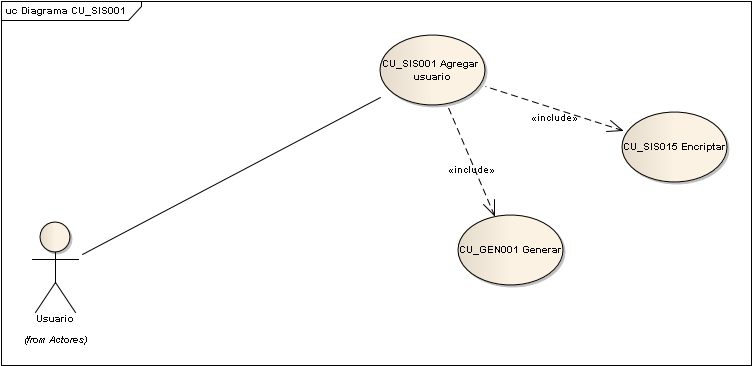 uc Diagrama CU_SIS001
CU_SIS001 Agregar
usuario
«include»
CU_SIS015 Encriptar
«include»
CU_GEN001 Generar
Usuario
(from Actores)